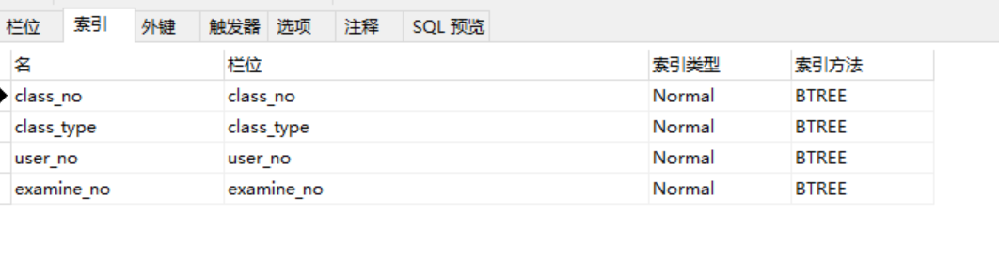 栏位 索引 外键 触发器 选项 注释 SQL 预览
名 栏位 索引类型 索引方法
class_no class_no Normal BTREE
class_type class_type Normal BTREE
user_no user_no Normal BTREE
examine_no examine_no Normal BTREE